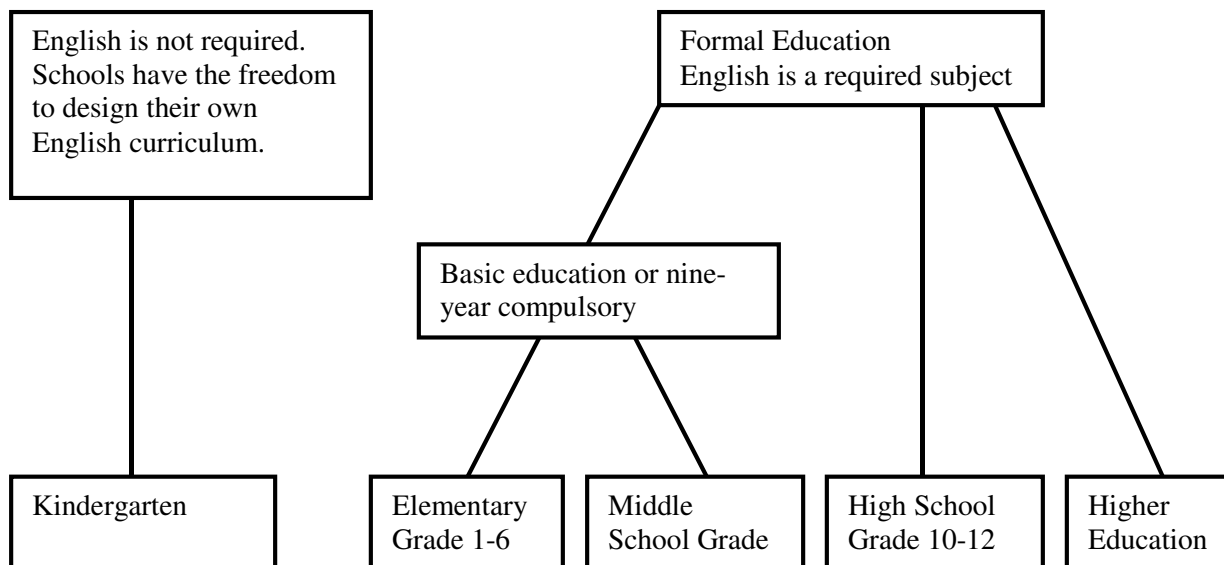 English is not required.
Schools have the freedom
to design their own
English curriculum.
Formal Education
English is a required subject
Basic education or nine-
year compulsory
Kindergarten
Elementary
Grade 1-6
Middle
School Grade
High School
Grade 10-12
Higher
Education